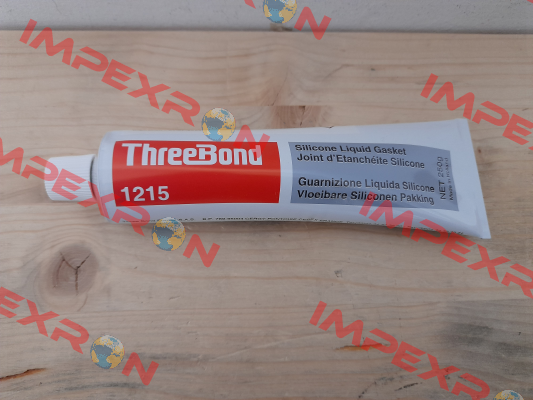 ThreeBond
1215
Silicone Liquid Gasket
Joint d'Etanchéite Silicone
Guarnizione Liquida Silicone
Vloeibare Siliconen Pakking
NET 250g
IMPEXRON
IMPEXRON
IMPEXRON
IMPEXRON
IMPEXRON
IMPEXRON